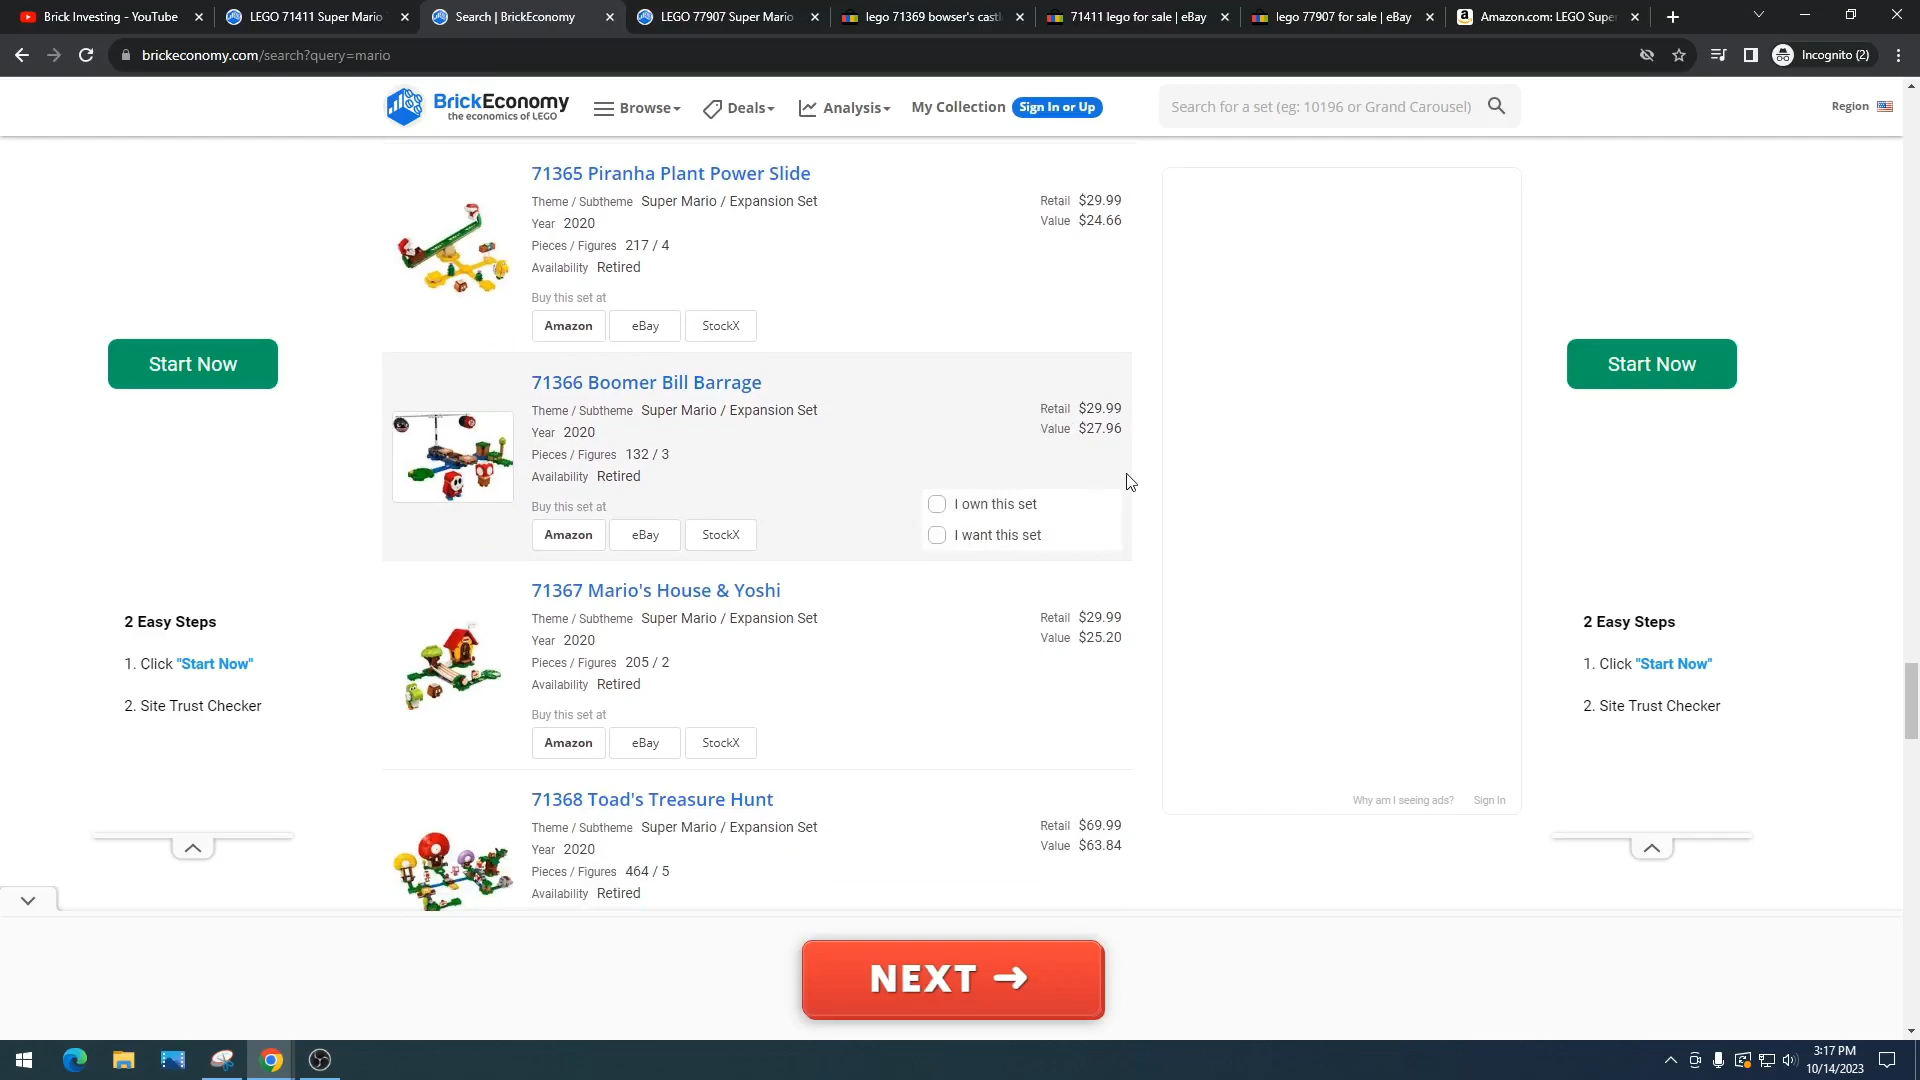 Brick Investing - YouTube
LEGO 71411 Super Mario
Search | BrickEconomy
LEGO 77907 Super Mario
lego 71369 bowser's castl
71411 lego for sale | eBay
lego 77907 for sale | eBay
Amazon.com: LEGO Supe
brickeconomy.com/search?query=mario
Incognito (2)
BrickEconomy
the economics of LEGO
Browse
Deals
Analysis
My Collection
Sign In or Up
Search for a set (eg: 10196 or Grand Carousel)
Region
71365 Piranha Plant Power Slide
Theme / Subtheme Super Mario / Expansion Set
Year 2020
Pieces / Figures 217 / 4
Availability Retired
Retail $29.99
Value $24.66
Buy this set at
Amazon eBay StockX
71366 Boomer Bill Barrage
Theme / Subtheme Super Mario / Expansion Set
Year 2020
Pieces / Figures 132 / 3
Availability Retired
Retail $29.99
Value $27.96
Buy this set at
Amazon eBay StockX
I own this set
I want this set
71367 Mario's House & Yoshi
Theme / Subtheme Super Mario / Expansion Set
Year 2020
Pieces / Figures 205 / 2
Availability Retired
Retail $29.99
Value $25.20
Buy this set at
Amazon eBay StockX
71368 Toad's Treasure Hunt
Theme / Subtheme Super Mario / Expansion Set
Year 2020
Pieces / Figures 464 / 5
Availability Retired
Retail $69.99
Value $63.84
Start Now
2 Easy Steps
1. Click "Start Now"
2. Site Trust Checker
Start Now
2 Easy Steps
1. Click "Start Now"
2. Site Trust Checker
Why am I seeing ads? Sign In
NEXT
3:17 PM
10/14/2023